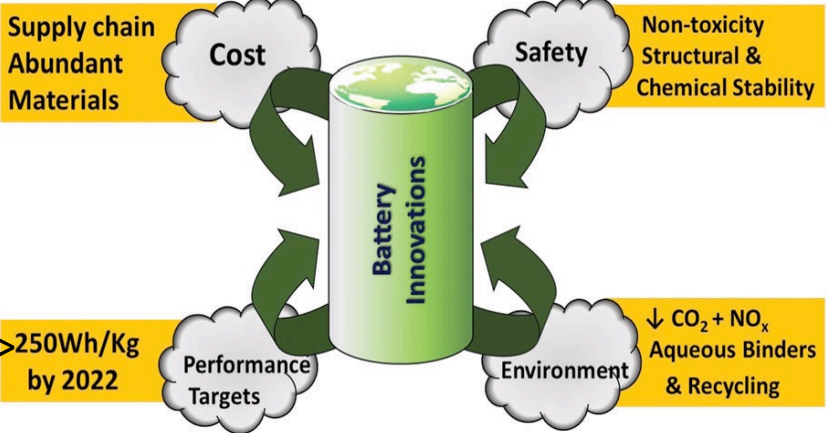 Supply chain
Abundant
Materials
Cost
Safety
Non-toxicity
Structural &
Chemical Stability
Battery
Innovations
>250Wh/Kg
by 2022
Performance
Targets
Environment
↓ CO₂ + NOₓ
Aqueous Binders
& Recycling